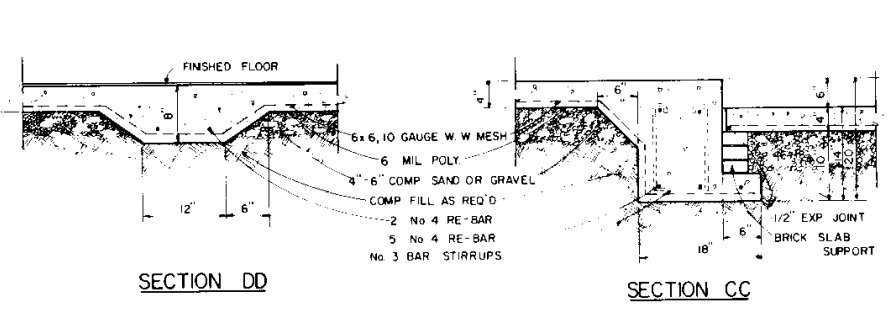 FINISHED FLOOR
8"
12"
6"
6x6, 10 GAUGE W. W MESH
6 MIL POLY.
4"-6" COMP SAND OR GRAVEL
COMP FILL AS REQ'D
2 No 4 RE-BAR
5 No 4 RE-BAR
No. 3 BAR STIRRUPS
SECTION DD
4"
6"
6
4
10
14
20
1/2" EXP JOINT
BRICK SLAB
SUPPORT
6"
18"
SECTION CC